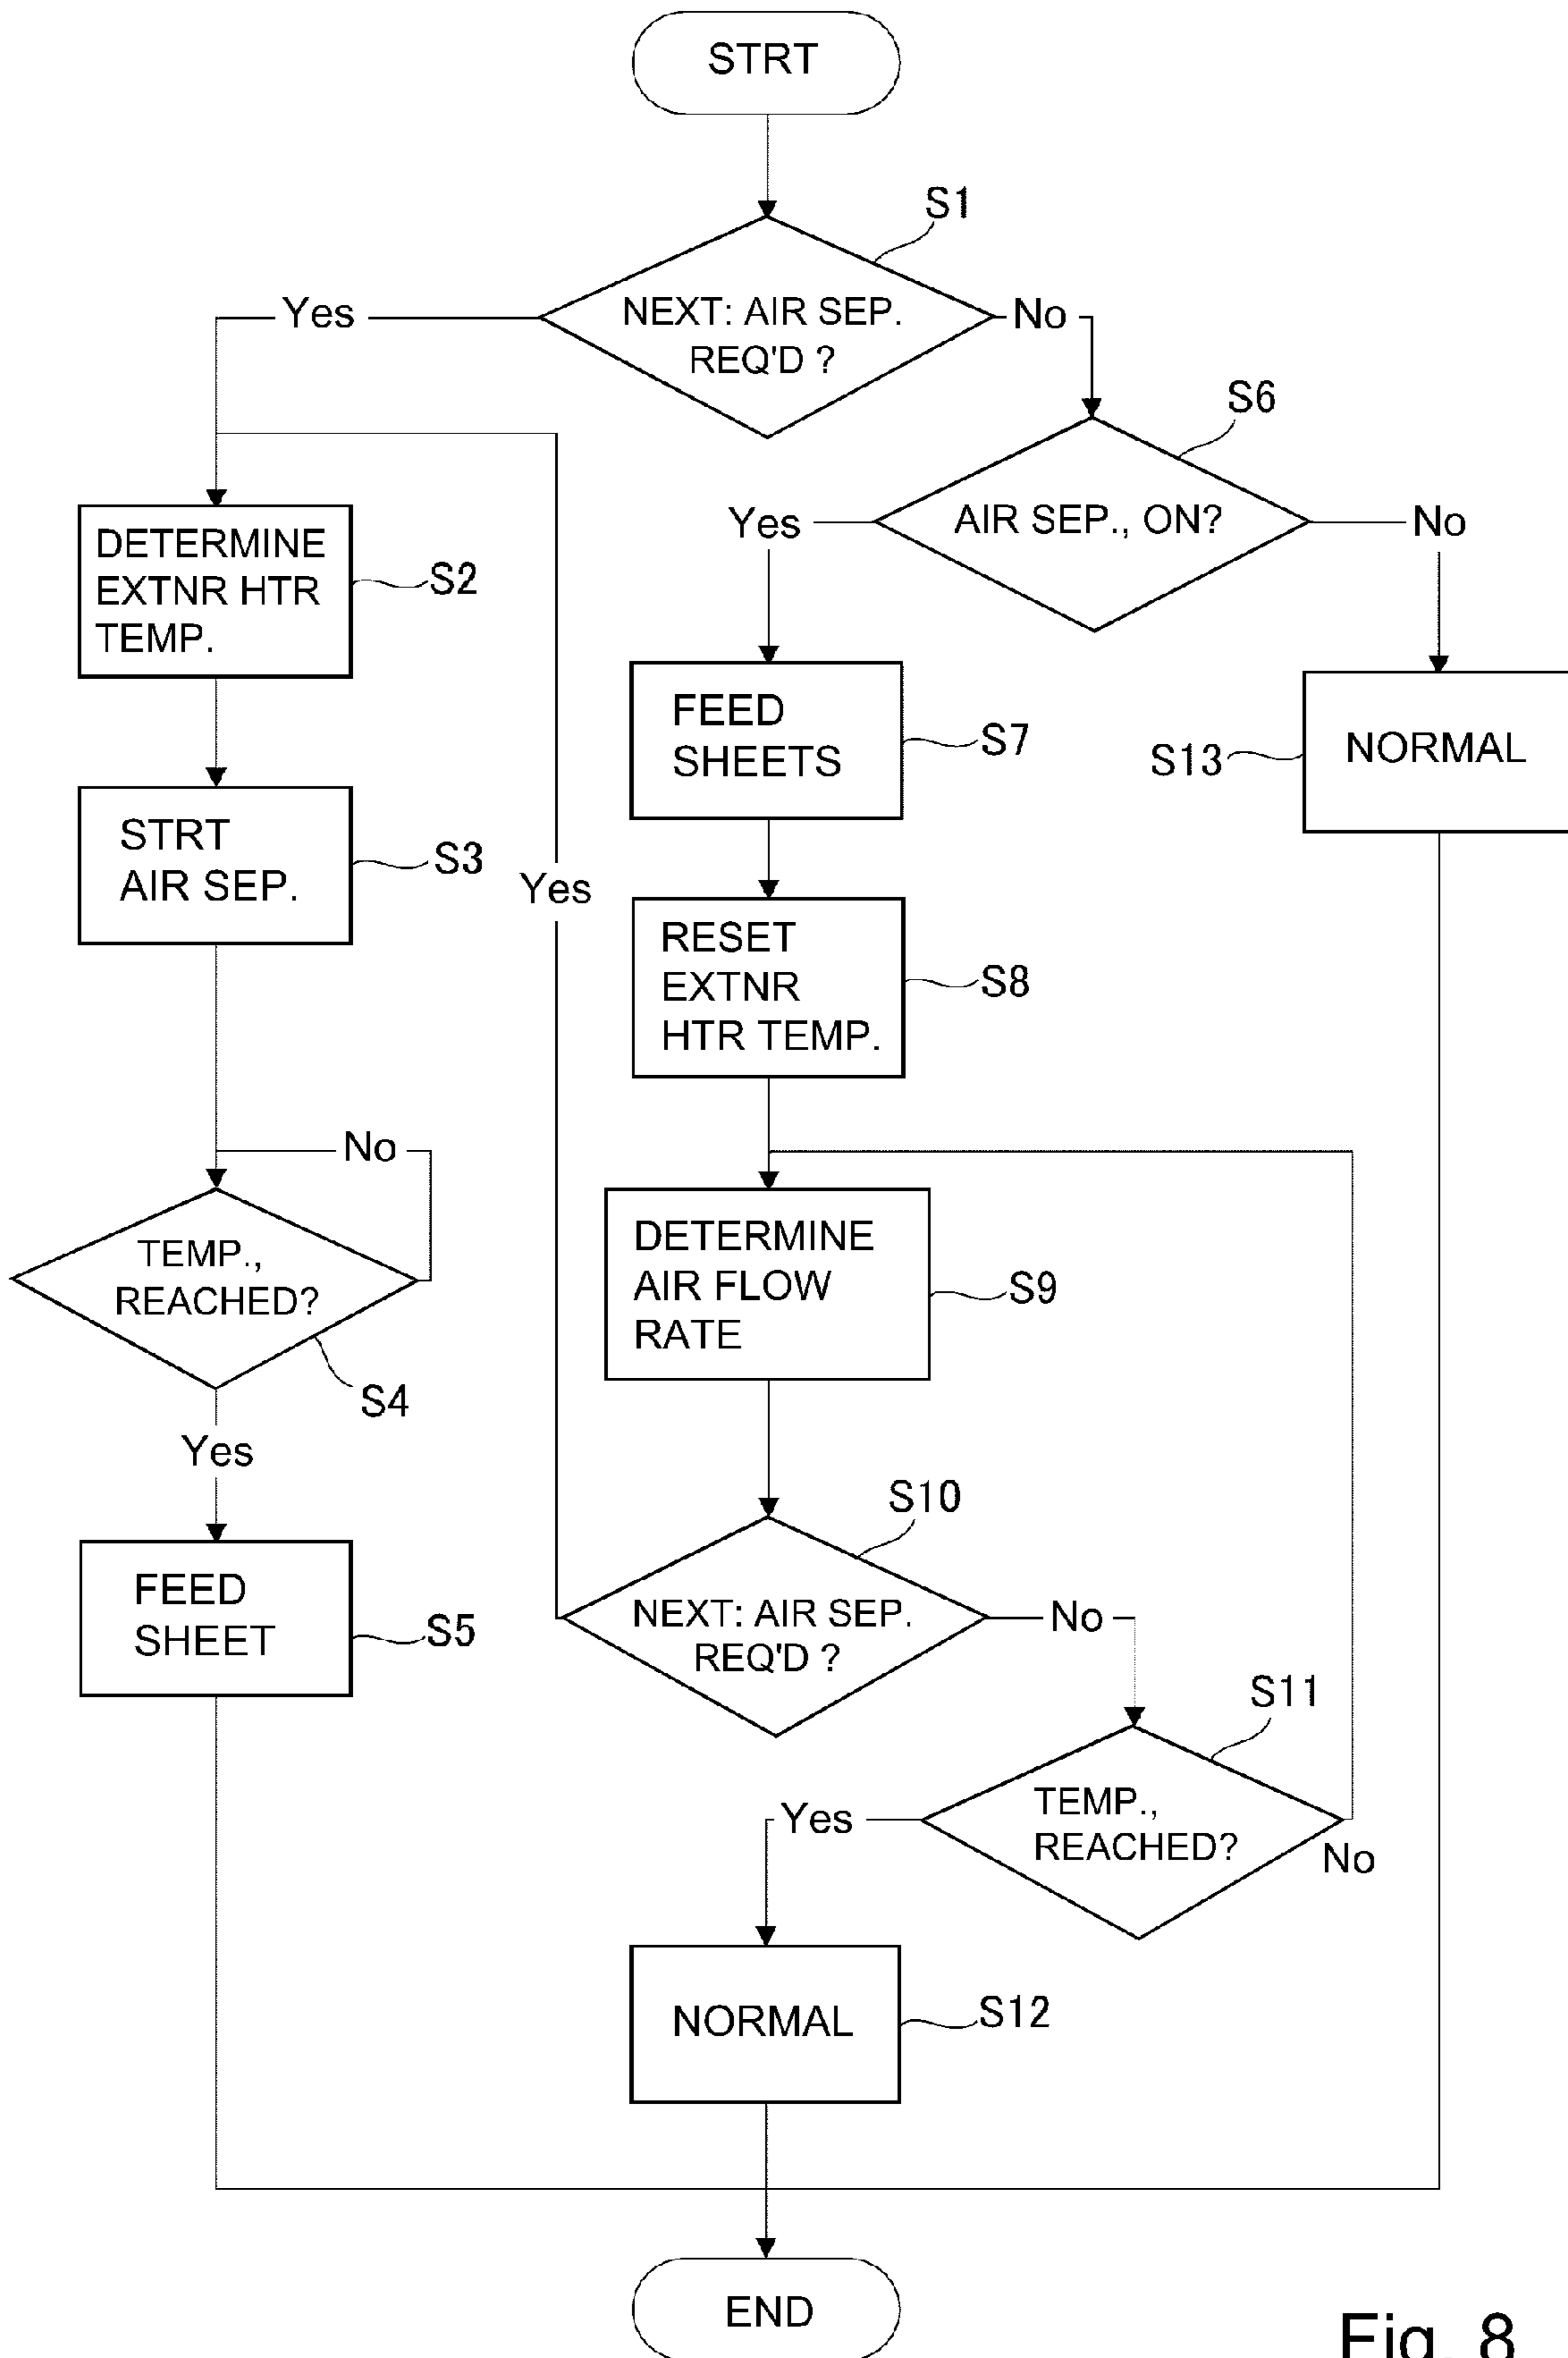 STRT
S1
NEXT: AIR SEP.
REQ'D ?
Yes
No
S6
AIR SEP., ON?
Yes
No
DETERMINE
EXTNR HTR
TEMP.
S2
FEED
SHEETS
S7
S13
NORMAL
STRT
AIR SEP.
S3
Yes
RESET
EXTNR
HTR TEMP.
S8
No
TEMP.,
REACHED?
S4
DETERMINE
AIR FLOW
RATE
S9
Yes
S10
NEXT: AIR SEP.
REQ'D ?
No
FEED
SHEET
S5
S11
TEMP.,
REACHED?
Yes
No
NORMAL
S12
END
Fig. 8